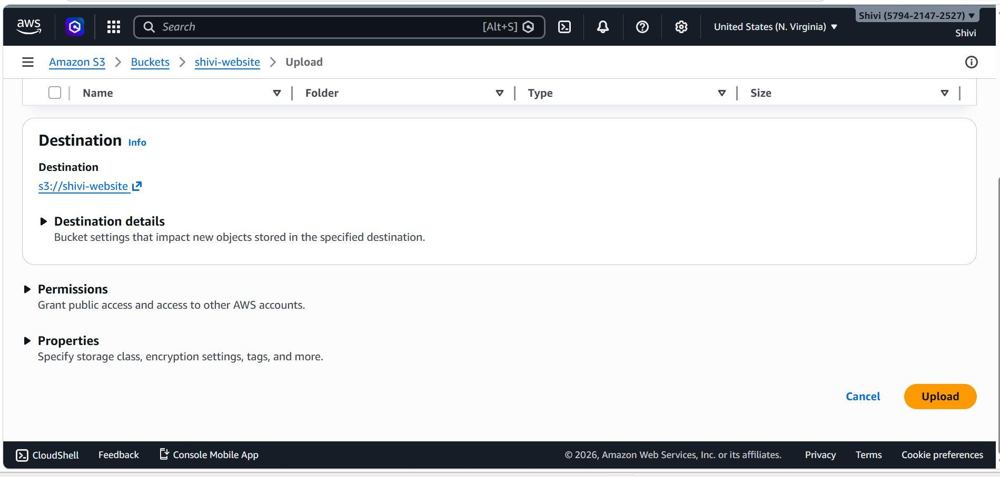 aws
Search [Alt+S]
United States (N. Virginia)
Shivi (5794-2147-2527)
Shivi
Amazon S3 Buckets shivi-website Upload
Name Folder Type Size
Destination Info
Destination
s3://shivi-website
Destination details
Bucket settings that impact new objects stored in the specified destination.
Permissions
Grant public access and access to other AWS accounts.
Properties
Specify storage class, encryption settings, tags, and more.
Cancel Upload
CloudShell Feedback Console Mobile App © 2026, Amazon Web Services, Inc. or its affiliates. Privacy Terms Cookie preferences